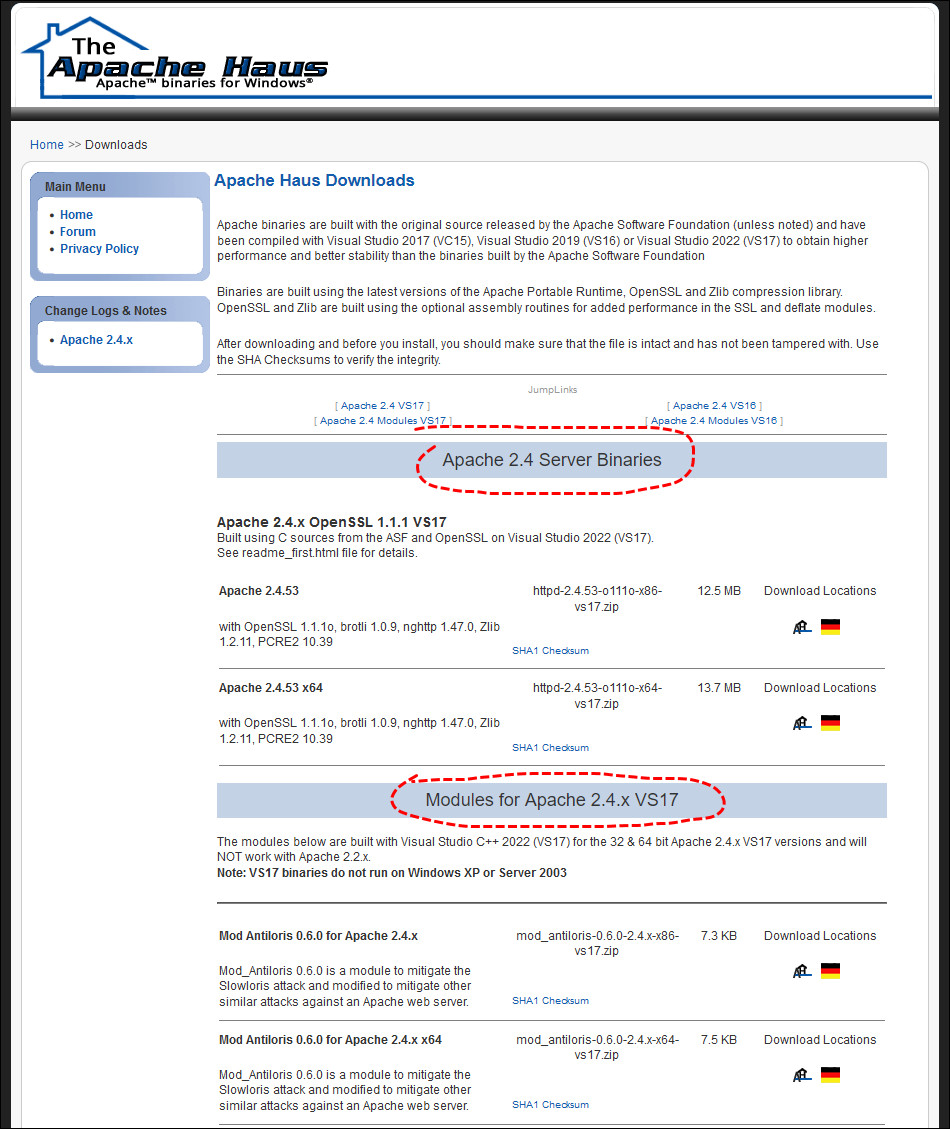 The
Apache Haus
Apache™ binaries for Windows®
Home >> Downloads
Main Menu
• Home
• Forum
• Privacy Policy
Change Logs & Notes
• Apache 2.4.x
Apache Haus Downloads
Apache binaries are built with the original source released by the Apache Software Foundation (unless noted) and have
been compiled with Visual Studio 2017 (VC15), Visual Studio 2019 (VS16) or Visual Studio 2022 (VS17) to obtain higher
performance and better stability than the binaries built by the Apache Software Foundation
Binaries are built using the latest versions of the Apache Portable Runtime, OpenSSL and Zlib compression library.
OpenSSL and Zlib are built using the optional assembly routines for added performance in the SSL and deflate modules.
After downloading and before you install, you should make sure that the file is intact and has not been tampered with. Use
the SHA Checksums to verify the integrity.
JumpLinks
[ Apache 2.4 VS17 ] [ Apache 2.4 VS16 ]
[ Apache 2.4 Modules VS17 ] [ Apache 2.4 Modules VS16 ]
Apache 2.4 Server Binaries
Apache 2.4.x OpenSSL 1.1.1 VS17
Built using C sources from the ASF and OpenSSL on Visual Studio 2022 (VS17).
See readme_first.html file for details.
Apache 2.4.53 httpd-2.4.53-o111o-x86- 12.5 MB Download Locations
vs17.zip
with OpenSSL 1.1.1o, brotli 1.0.9, nghttp 1.47.0, Zlib
1.2.11, PCRE2 10.39
SHA1 Checksum
Apache 2.4.53 x64 httpd-2.4.53-o111o-x64- 13.7 MB Download Locations
vs17.zip
with OpenSSL 1.1.1o, brotli 1.0.9, nghttp 1.47.0, Zlib
1.2.11, PCRE2 10.39
SHA1 Checksum
Modules for Apache 2.4.x VS17
The modules below are built with Visual Studio C++ 2022 (VS17) for the 32 & 64 bit Apache 2.4.x VS17 versions and will
NOT work with Apache 2.2.x.
Note: VS17 binaries do not run on Windows XP or Server 2003
Mod Antiloris 0.6.0 for Apache 2.4.x mod_antiloris-0.6.0-2.4.x-x86- 7.3 KB Download Locations
vs17.zip
Mod_Antiloris 0.6.0 is a module to mitigate the
Slowloris attack and modified to mitigate other
similar attacks against an Apache web server.
SHA1 Checksum
Mod Antiloris 0.6.0 for Apache 2.4.x x64 mod_antiloris-0.6.0-2.4.x-x64- 7.5 KB Download Locations
vs17.zip
Mod_Antiloris 0.6.0 is a module to mitigate the
Slowloris attack and modified to mitigate other
similar attacks against an Apache web server.
SHA1 Checksum